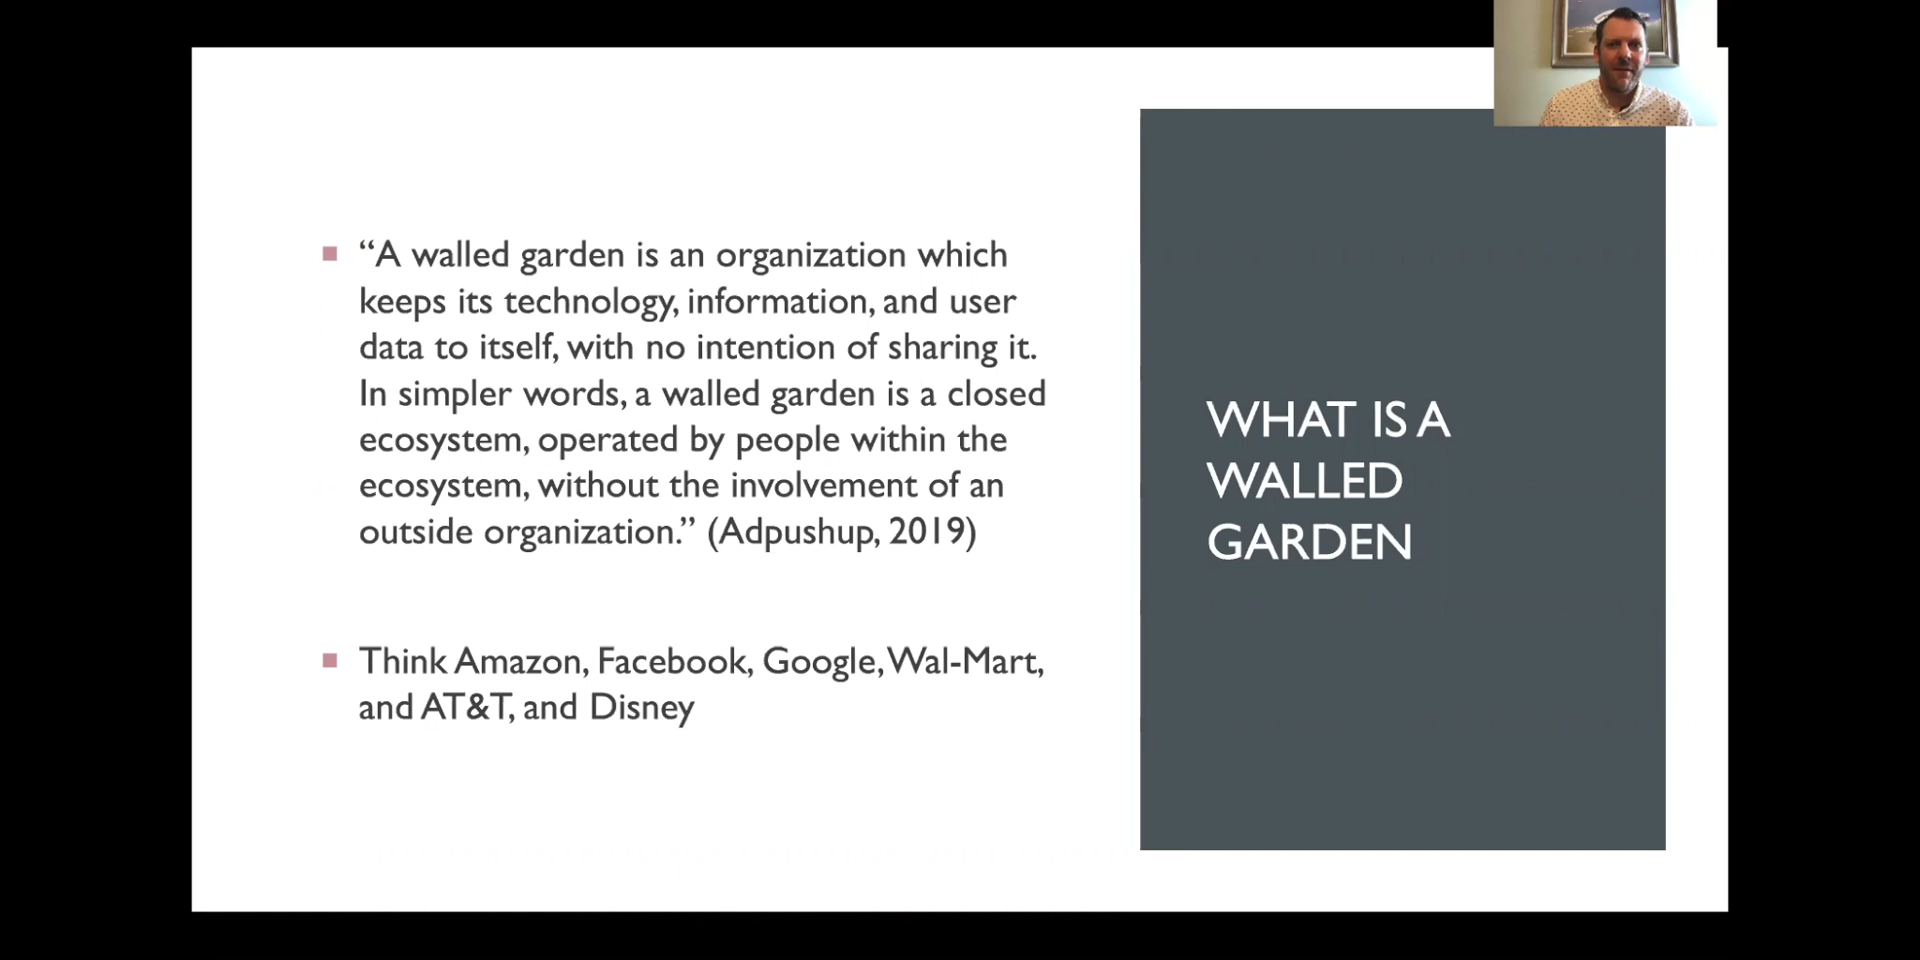 “A walled garden is an organization which
keeps its technology, information, and user
data to itself, with no intention of sharing it.
In simpler words, a walled garden is a closed
ecosystem, operated by people within the
ecosystem, without the involvement of an
outside organization.” (Adpushup, 2019)
Think Amazon, Facebook, Google, Wal-Mart,
and AT&T, and Disney
WHAT IS A
WALLED
GARDEN